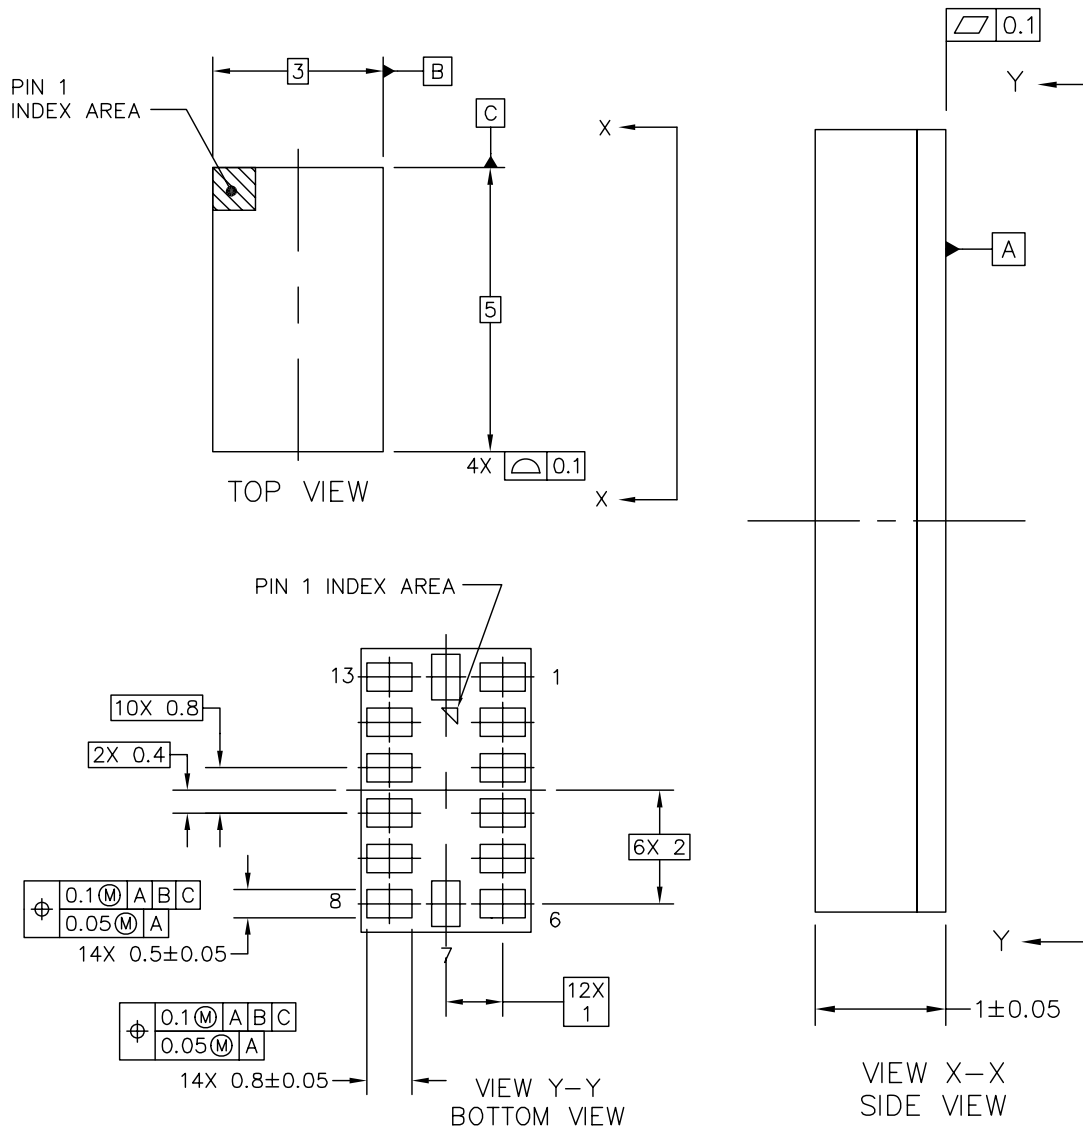 0.1
PIN 1
INDEX AREA
3
B
C
X
Y
A
5
4X 0.1
TOP VIEW
X
PIN 1 INDEX AREA
13
1
10X 0.8
2X 0.4
6X 2
0.1Ⓜ A B C
0.05Ⓜ A
14X 0.5±0.05
8
6
7
Y
12X
1
0.1Ⓜ A B C
0.05Ⓜ A
14X 0.8±0.05
1±0.05
VIEW Y-Y
BOTTOM VIEW
VIEW X-X
SIDE VIEW